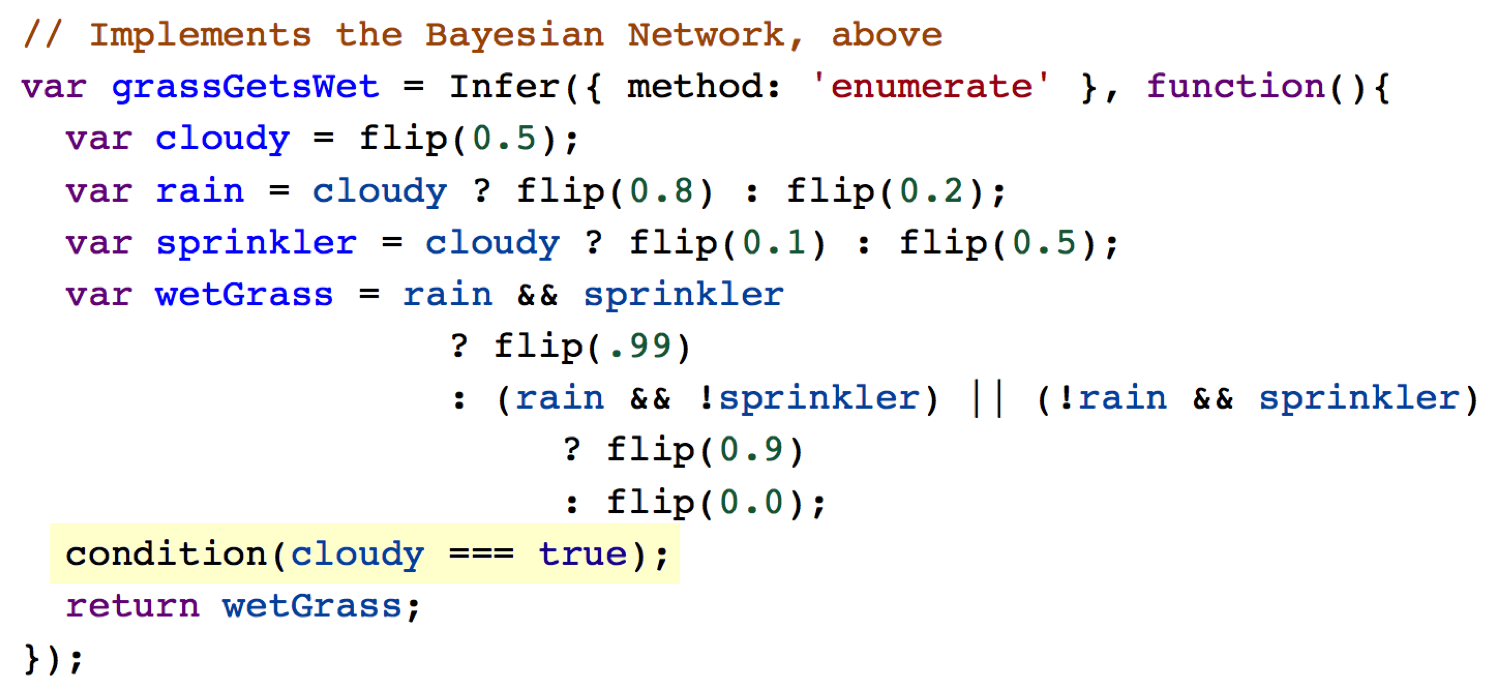 // Implements the Bayesian Network, above
var grassGetsWet = Infer({ method: 'enumerate' }, function(){
  var cloudy = flip(0.5);
  var rain = cloudy ? flip(0.8) : flip(0.2);
  var sprinkler = cloudy ? flip(0.1) : flip(0.5);
  var wetGrass = rain && sprinkler
                   ? flip(.99)
                   : (rain && !sprinkler) || (!rain && sprinkler)
                        ? flip(0.9)
                        : flip(0.0);
  condition(cloudy === true);
  return wetGrass;
});